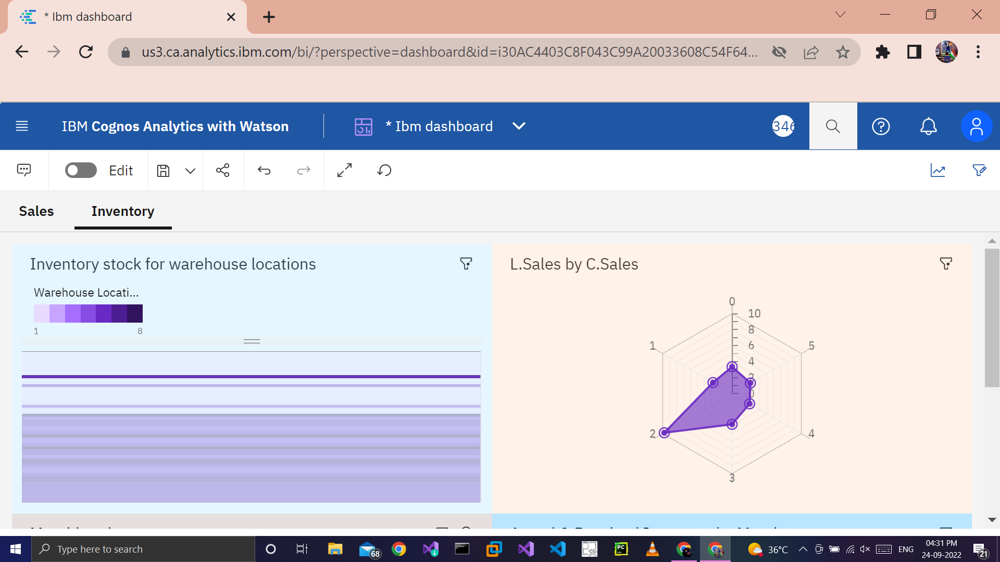 * Ibm dashboard
us3.ca.analytics.ibm.com/bi/?perspective=dashboard&id=i30AC4403C8F043C99A20033608C54F64...
IBM Cognos Analytics with Watson
* Ibm dashboard
346
Edit
Sales
Inventory
Inventory stock for warehouse locations
Warehouse Locati...
1
8
L.Sales by C.Sales
0
10
8
1
6
5
4
2
0
2
4
3
Type here to search
68
PC
36°C
ENG
04:31 PM
24-09-2022
21